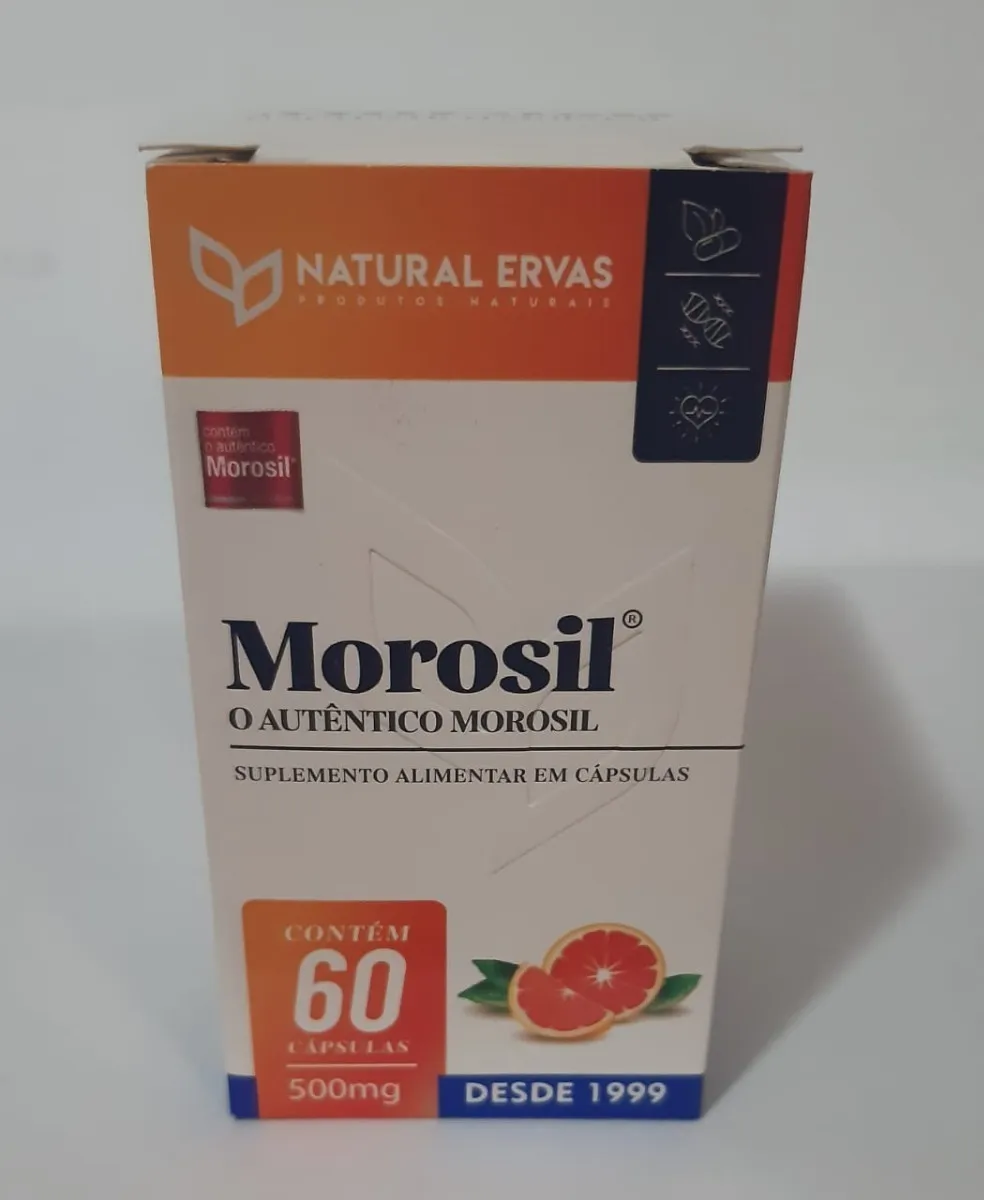 NATURAL ERVAS
PRODUTOS NATURAIS
contém
o autêntico
Morosil®
Morosil®
O AUTÊNTICO MOROSIL
SUPLEMENTO ALIMENTAR EM CÁPSULAS
CONTÉM
60
CÁPSULAS
500mg
DESDE 1999